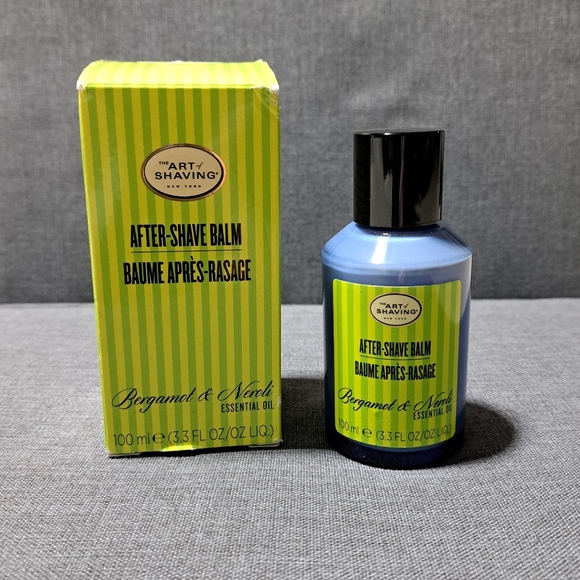 THE
ART of
SHAVING®
NEW YORK
AFTER-SHAVE BALM
BAUME APRÈS-RASAGE
Bergamot & Neroli
ESSENTIAL OIL
100 ml ℮ (3.3 FL OZ/OZ LIQ.)
THE
ART of
SHAVING®
NEW YORK
AFTER-SHAVE BALM
BAUME APRÈS-RASAGE
Bergamot & Neroli
ESSENTIAL OIL
100 ml ℮ (3.3 FL OZ/OZ LIQ.)